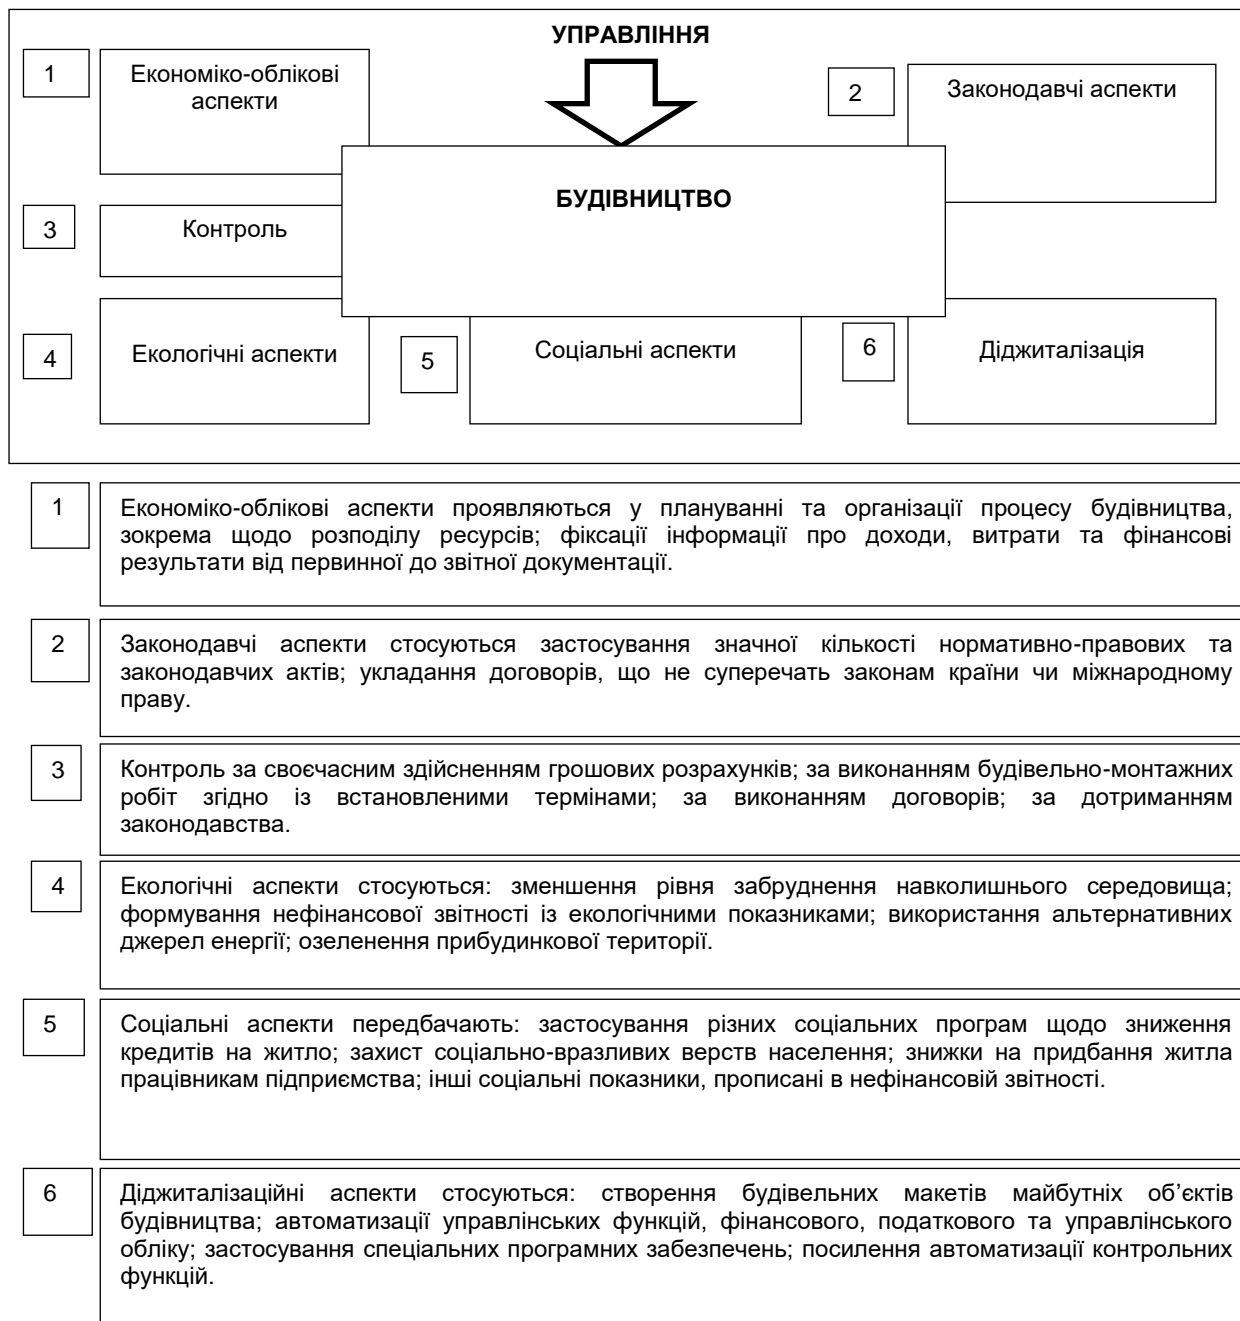 УПРАВЛІННЯ
1
Економіко-облікові
аспекти
2
Законодавчі аспекти
БУДІВНИЦТВО
3
Контроль
4
Екологічні аспекти
5
Соціальні аспекти
6
Діджиталізація
1
Економіко-облікові аспекти проявляються у плануванні та організації процесу будівництва,
зокрема щодо розподілу ресурсів; фіксації інформації про доходи, витрати та фінансові
результати від первинної до звітної документації.
2
Законодавчі аспекти стосуються застосування значної кількості нормативно-правових та
законодавчих актів; укладання договорів, що не суперечать законам країни чи міжнародному
праву.
3
Контроль за своєчасним здійсненням грошових розрахунків; за виконанням будівельно-монтажних
робіт згідно із встановленими термінами; за виконанням договорів; за дотриманням
законодавства.
4
Екологічні аспекти стосуються: зменшення рівня забруднення навколишнього середовища;
формування нефінансової звітності із екологічними показниками; використання альтернативних
джерел енергії; озеленення прибудинкової території.
5
Соціальні аспекти передбачають: застосування різних соціальних програм щодо зниження
кредитів на житло; захист соціально-вразливих верств населення; знижки на придбання житла
працівникам підприємства; інші соціальні показники, прописані в нефінансовій звітності.
6
Діджиталізаційні аспекти стосуються: створення будівельних макетів майбутніх об’єктів
будівництва; автоматизації управлінських функцій, фінансового, податкового та управлінського
обліку; застосування спеціальних програмних забезпечень; посилення автоматизації контрольних
функцій.